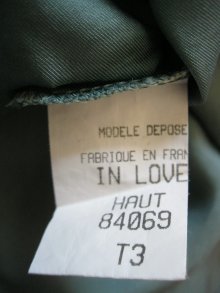 MODELE DEPOSE
FABRIQUE EN FRAN
IN LOVE
HAUT
84069
T3